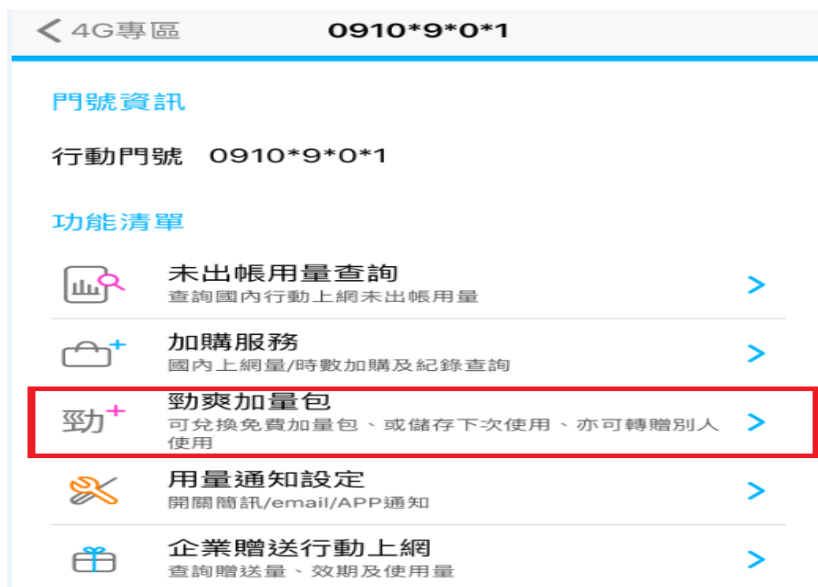 4G專區 0910*9*0*1
門號資訊
行動門號 0910*9*0*1
功能清單
未出帳用量查詢
查詢國內行動上網未出帳用量
加購服務
國內上網量/時數加購及紀錄查詢
勁+
勁爽加量包
可兌換免費加量包、或儲存下次使用、亦可轉贈別人
使用
用量通知設定
開關簡訊/email/APP通知
企業贈送行動上網
查詢贈送量、效期及使用量